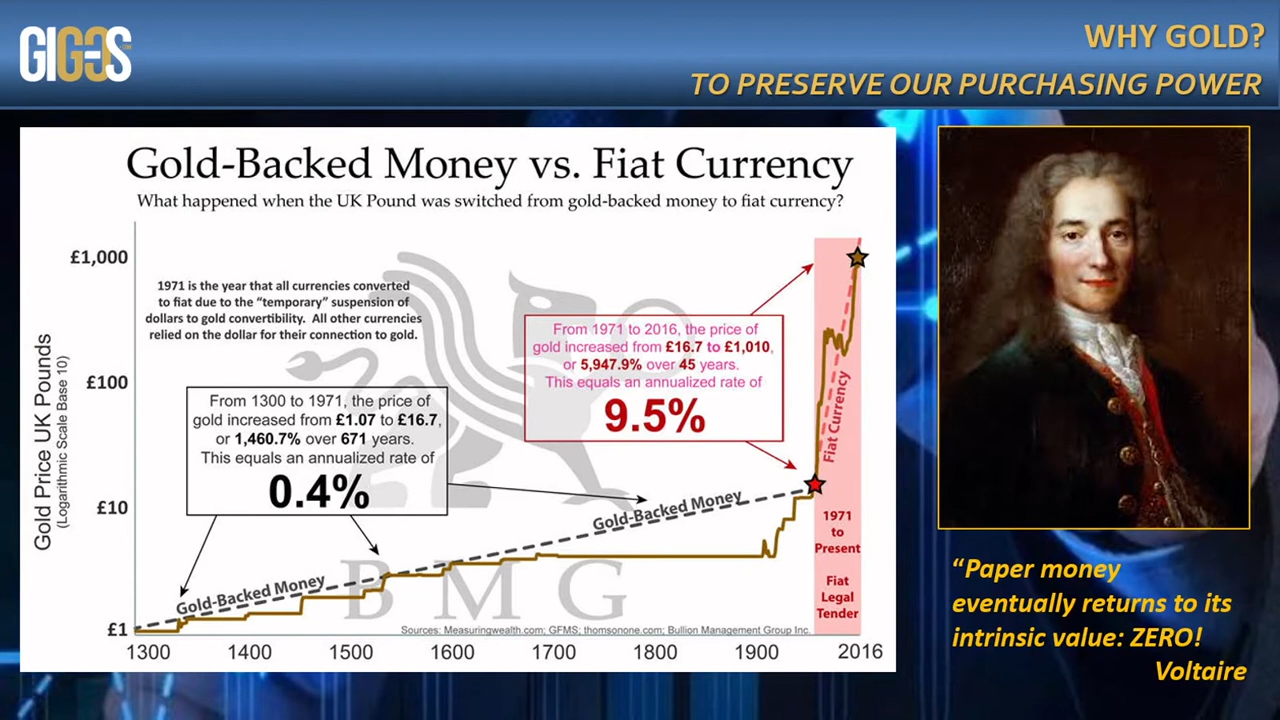 GIGOS
WHY GOLD?
TO PRESERVE OUR PURCHASING POWER
Gold-Backed Money vs. Fiat Currency
What happened when the UK Pound was switched from gold-backed money to fiat currency?
Gold Price UK Pounds
(Logarithmic Scale Base 10)
£1,000
£100
£10
£1
1971 is the year that all currencies converted
to fiat due to the “temporary” suspension of
dollars to gold convertibility. All other currencies
relied on the dollar for their connection to gold.
From 1300 to 1971, the price of
gold increased from £1.07 to £16.7,
or 1,460.7% over 671 years.
This equals an annualized rate of
0.4%
From 1971 to 2016, the price of
gold increased from £16.7 to £1,010,
or 5,947.9% over 45 years.
This equals an annualized rate of
9.5%
Gold-Backed Money
Gold-Backed Money
Fiat Currency
1971
to
Present
Fiat
Legal
Tender
BMG
Sources: Measuringwealth.com; GFMS; thomsonone.com; Bullion Management Group Inc.
1300 1400 1500 1600 1700 1800 1900 2016
“Paper money
eventually returns to its
intrinsic value: ZERO!
Voltaire